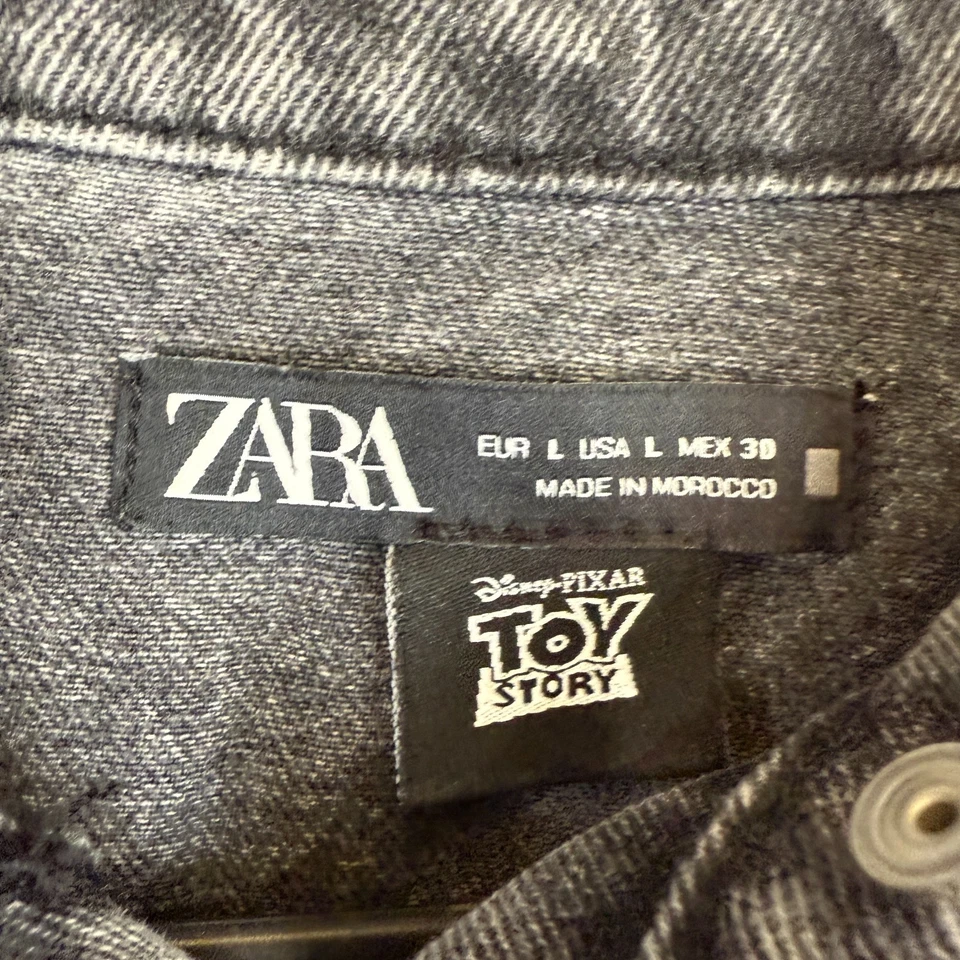 ZARA
EUR L USA L MEX 30
MADE IN MOROCCO
Disney·PIXAR
TOY
STORY